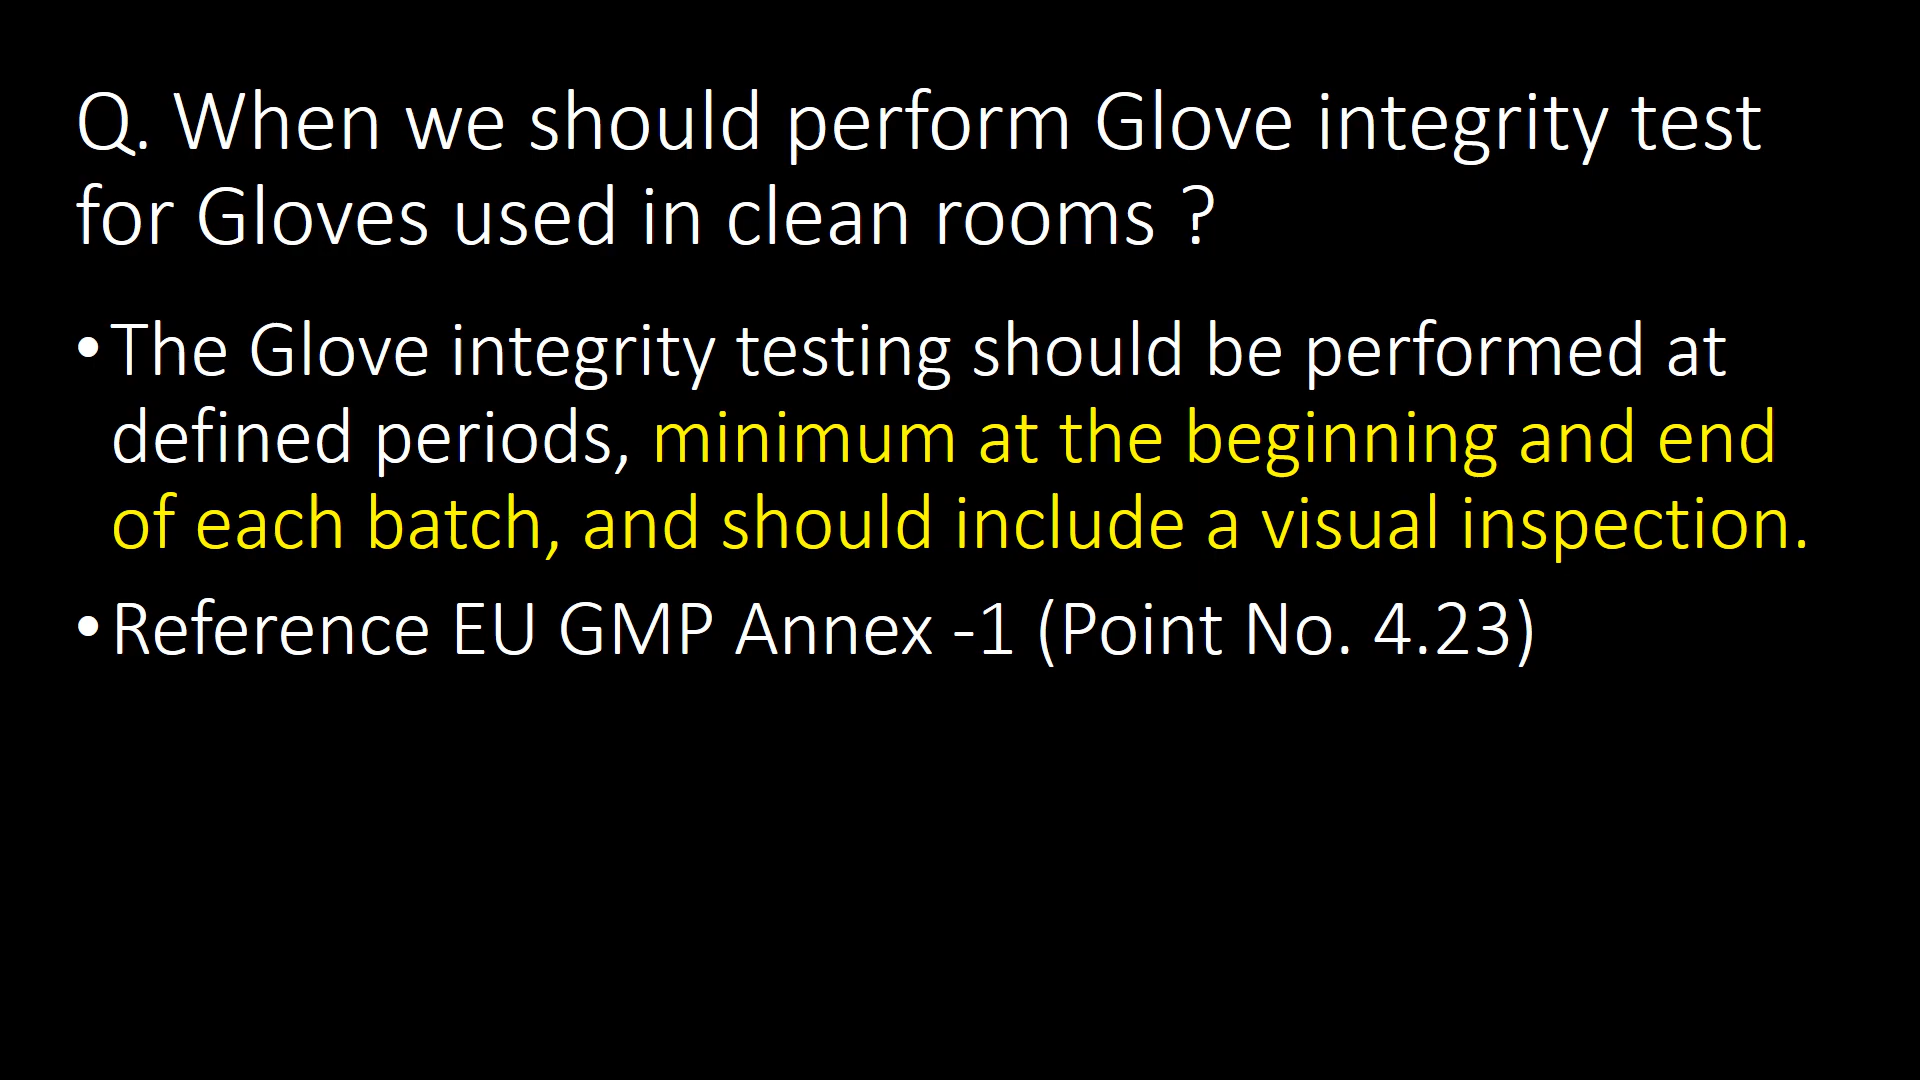 Q. When we should perform Glove integrity test
for Gloves used in clean rooms ?
•The Glove integrity testing should be performed at
defined periods, minimum at the beginning and end
of each batch, and should include a visual inspection.
•Reference EU GMP Annex -1 (Point No. 4.23)